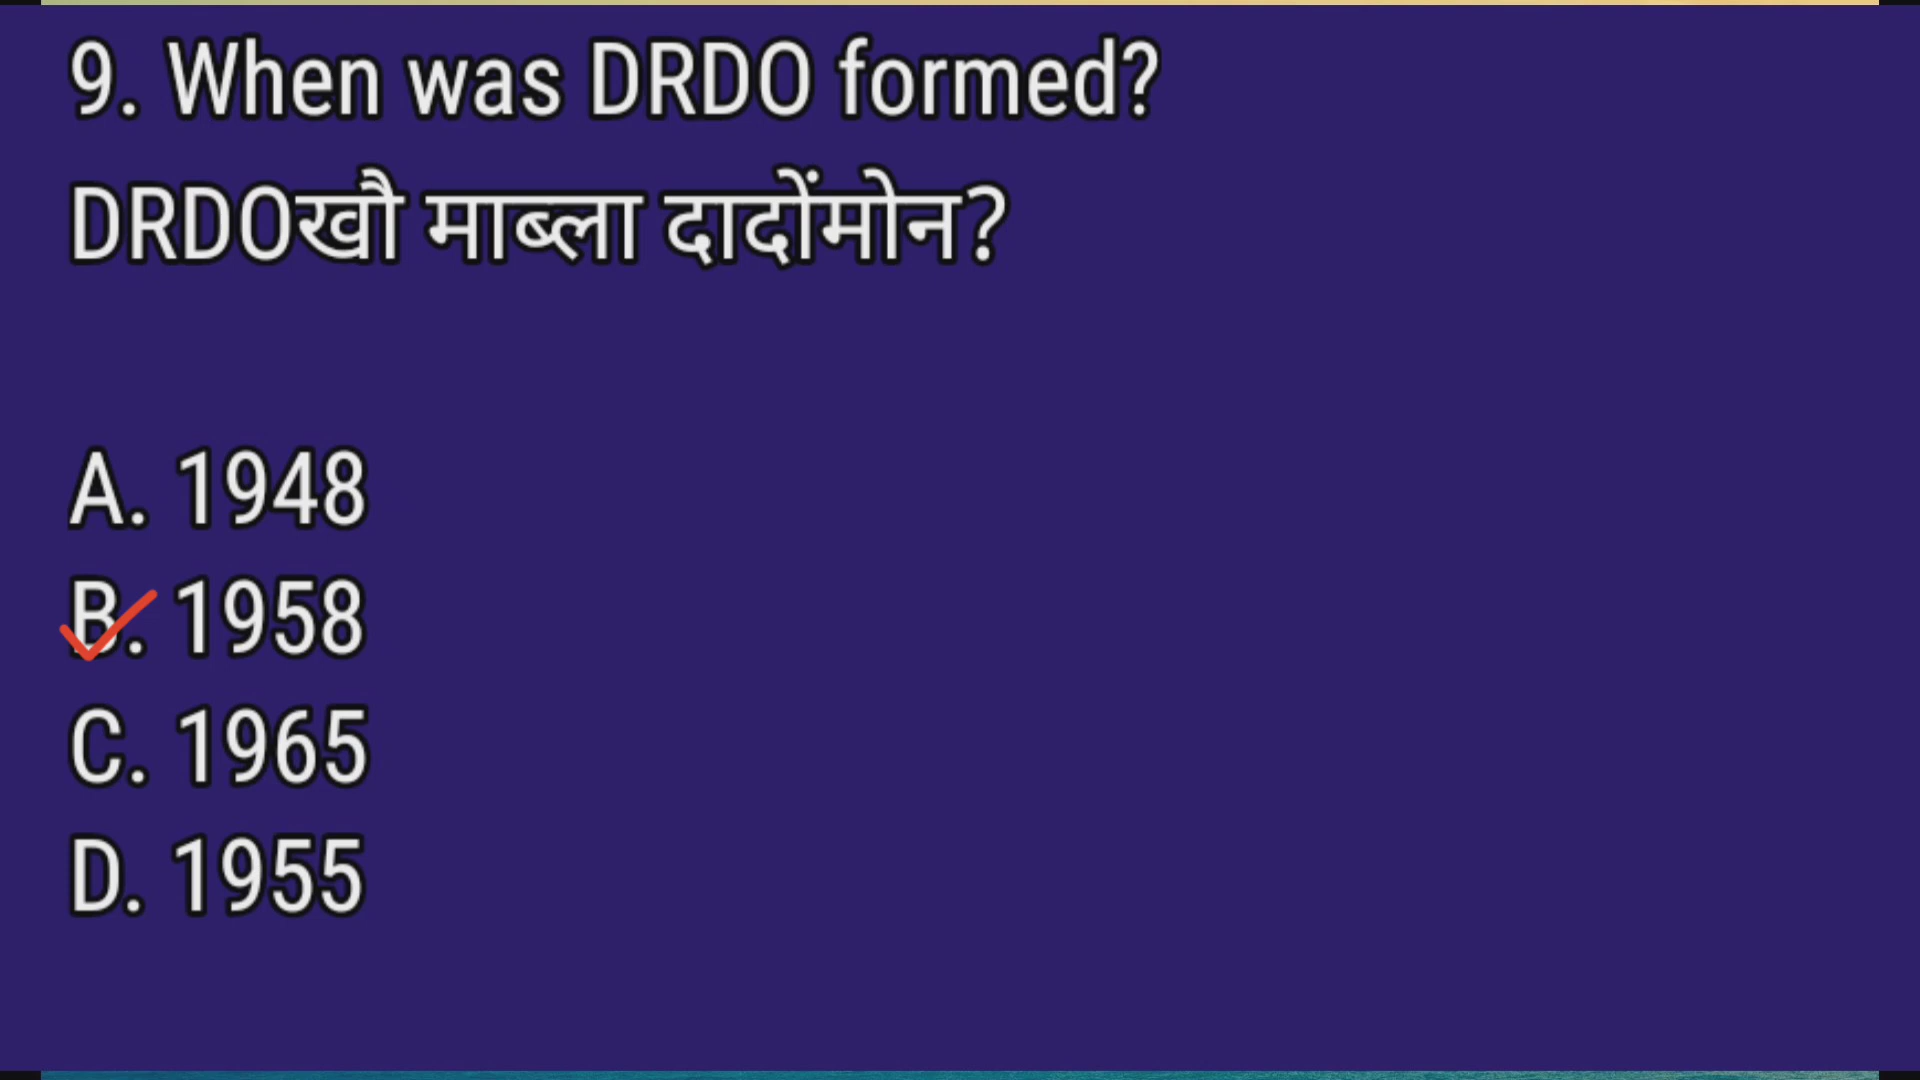 9. When was DRDO formed?
DRDOखौ माब्ला दादोंमोन?
A. 1948
B. 1958
C. 1965
D. 1955